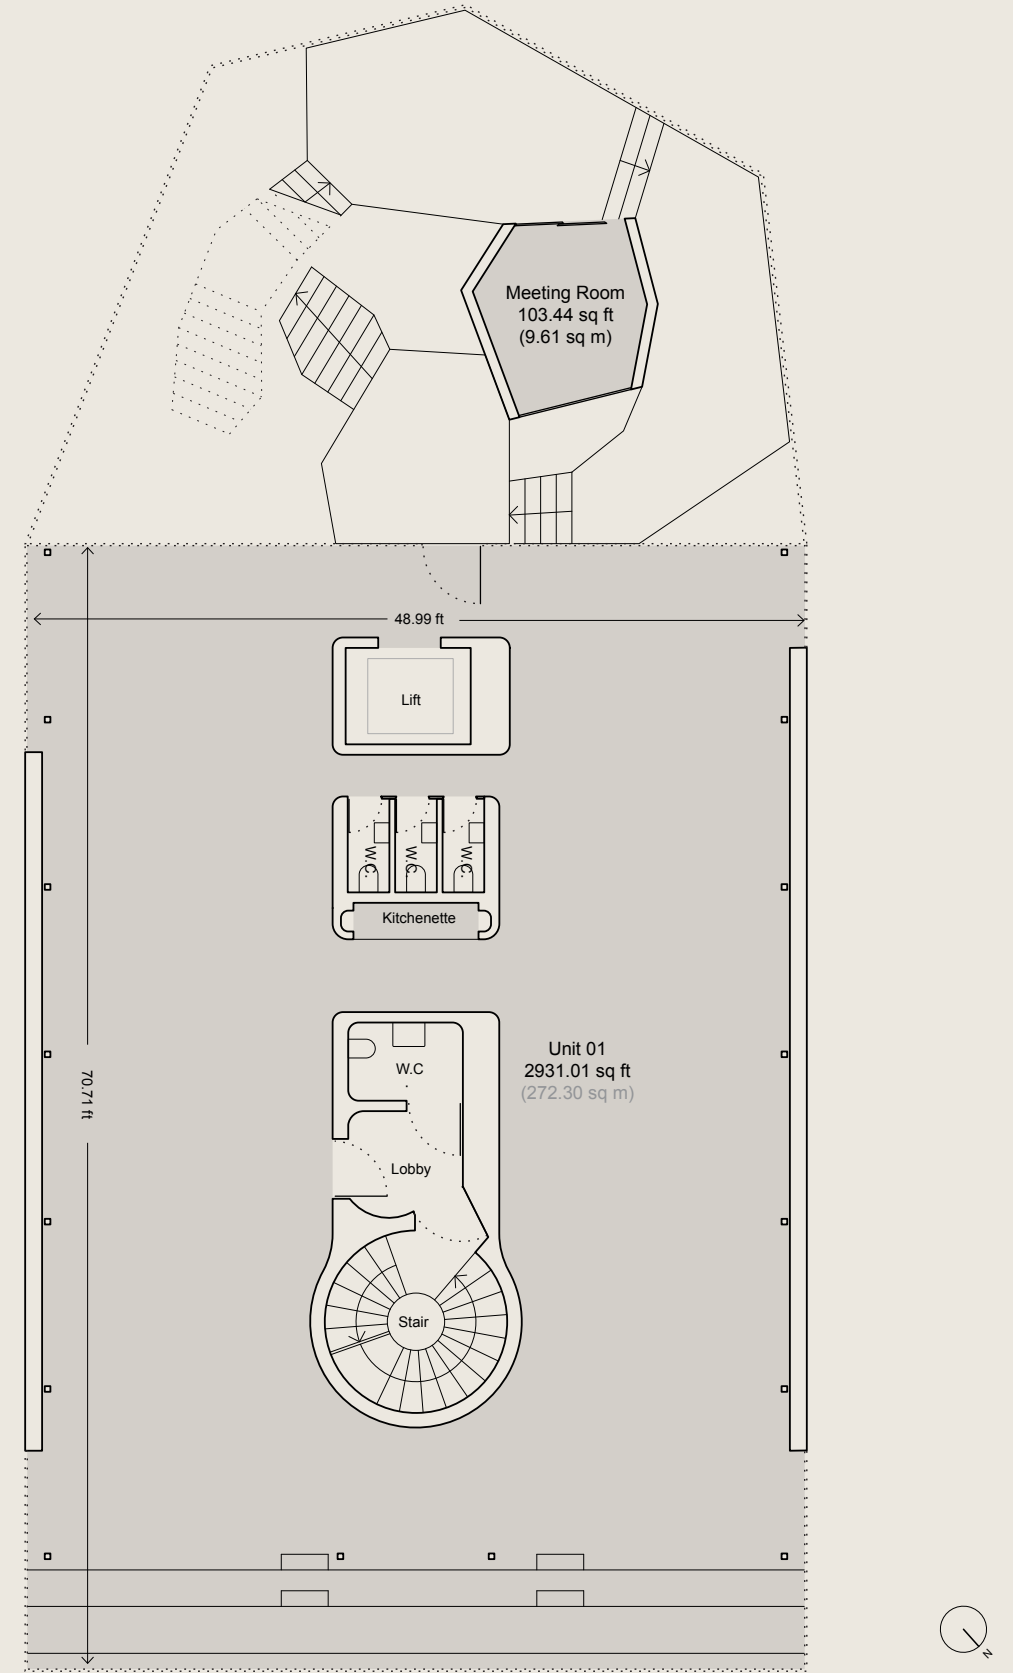 Meeting Room
103.44 sq ft
(9.61 sq m)
48.99 ft
Lift
W.C.
W.C.
W.C.
Kitchenette
Unit 01
2931.01 sq ft
(272.30 sq m)
W.C
70.71 ft
Lobby
Stair
N